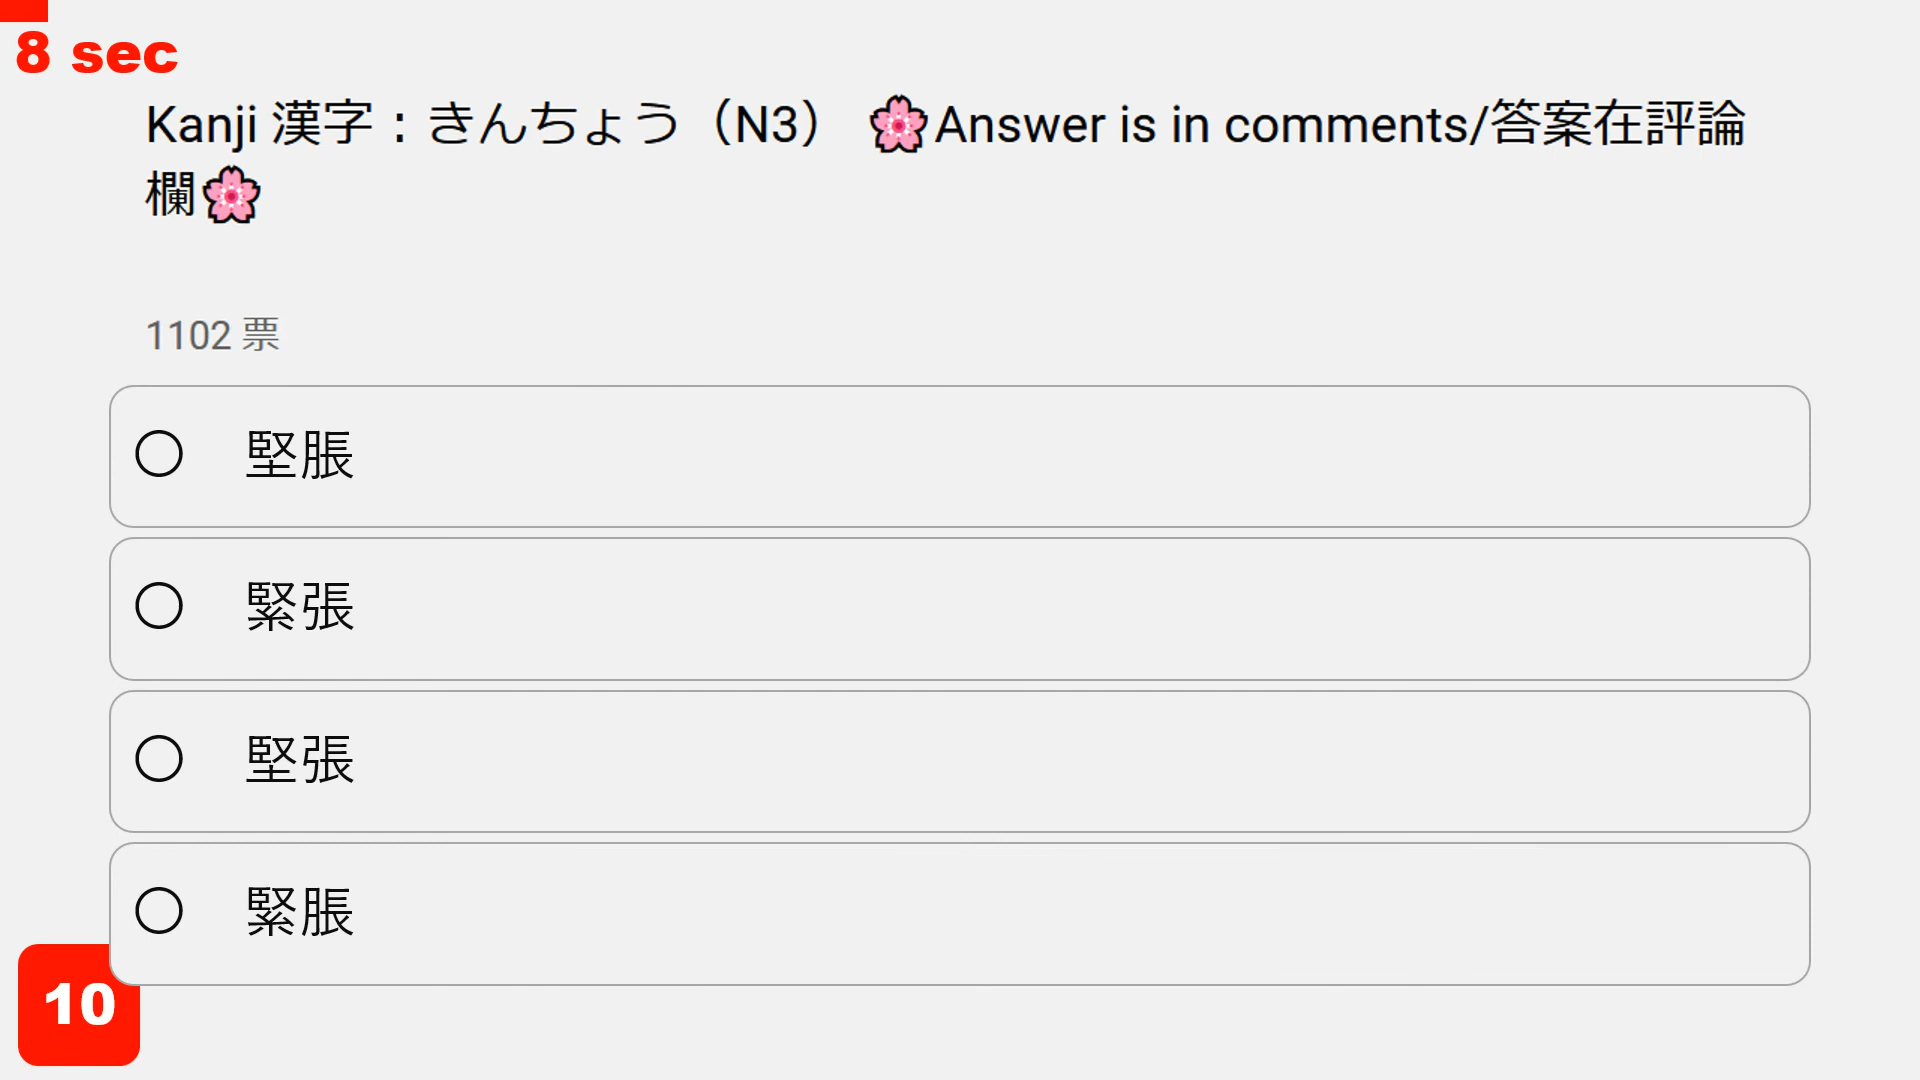 8 sec
Kanji 漢字：きんちょう（N3） 🌸Answer is in comments/答案在評論
欄🌸
1102 票
堅脹
緊張
堅張
緊脹
10